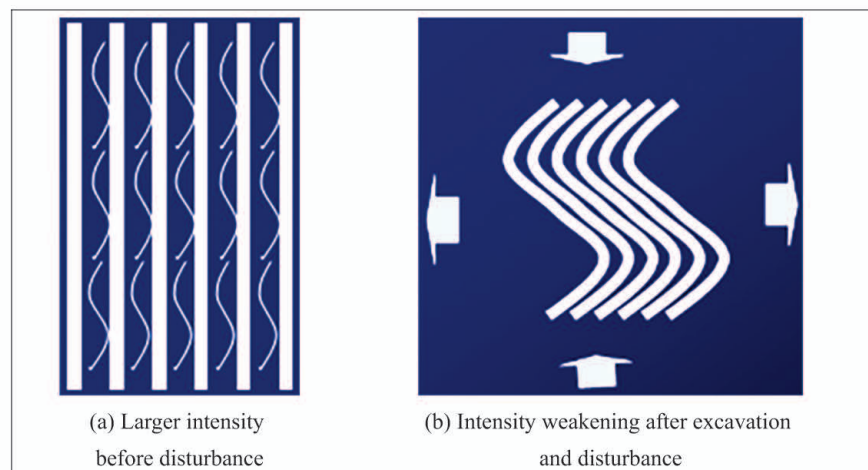 (a) Larger intensity
before disturbance
(b) Intensity weakening after excavation
and disturbance